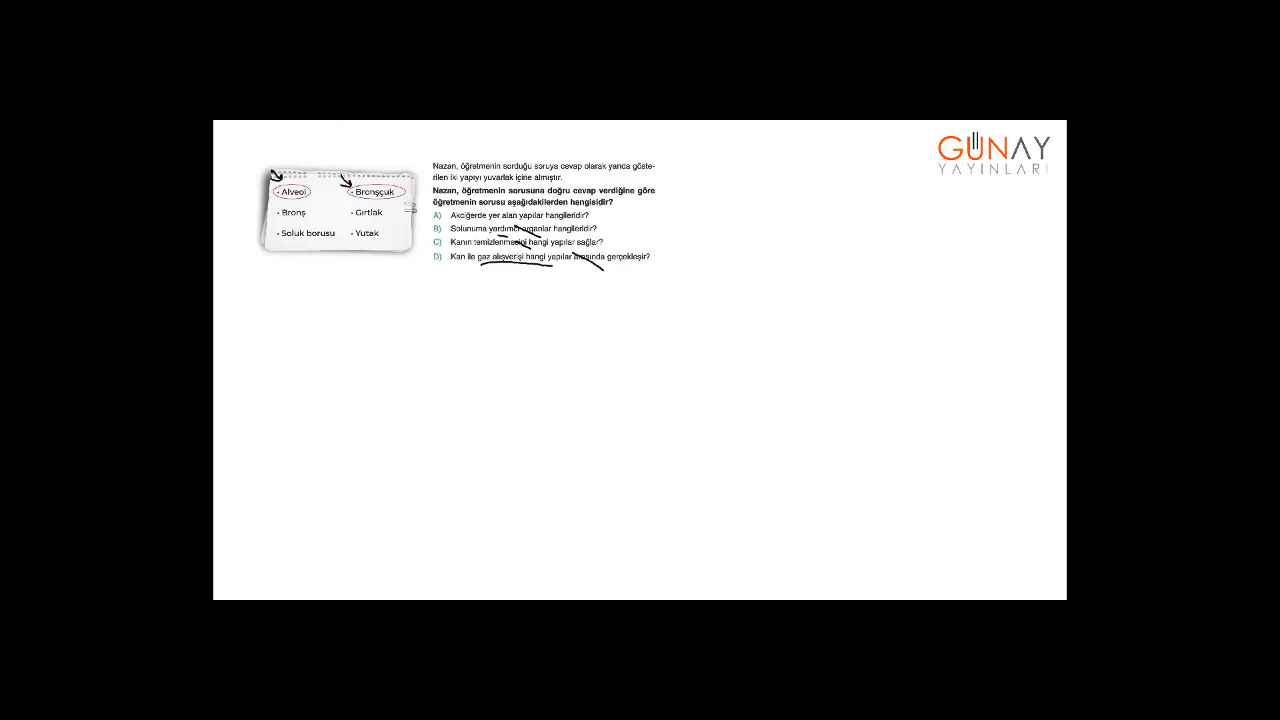 GÜNAY
YAYINLARI
• Alveol
• Bronşçuk
• Bronş
• Gırtlak
• Soluk borusu
• Yutak
Nazan, öğretmenin sorduğu soruya cevap olarak yanda göste-
rilen iki yapıyı yuvarlak içine almıştır.
Nazan, öğretmenin sorusuna doğru cevap verdiğine göre
öğretmenin sorusu aşağıdakilerden hangisidir?
A) Akciğerde yer alan yapılar hangileridir?
B) Solunuma yardımcı organlar hangileridir?
C) Kanın temizlenmesini hangi yapılar sağlar?
D) Kan ile gaz alışverişi hangi yapılar arasında gerçekleşir?